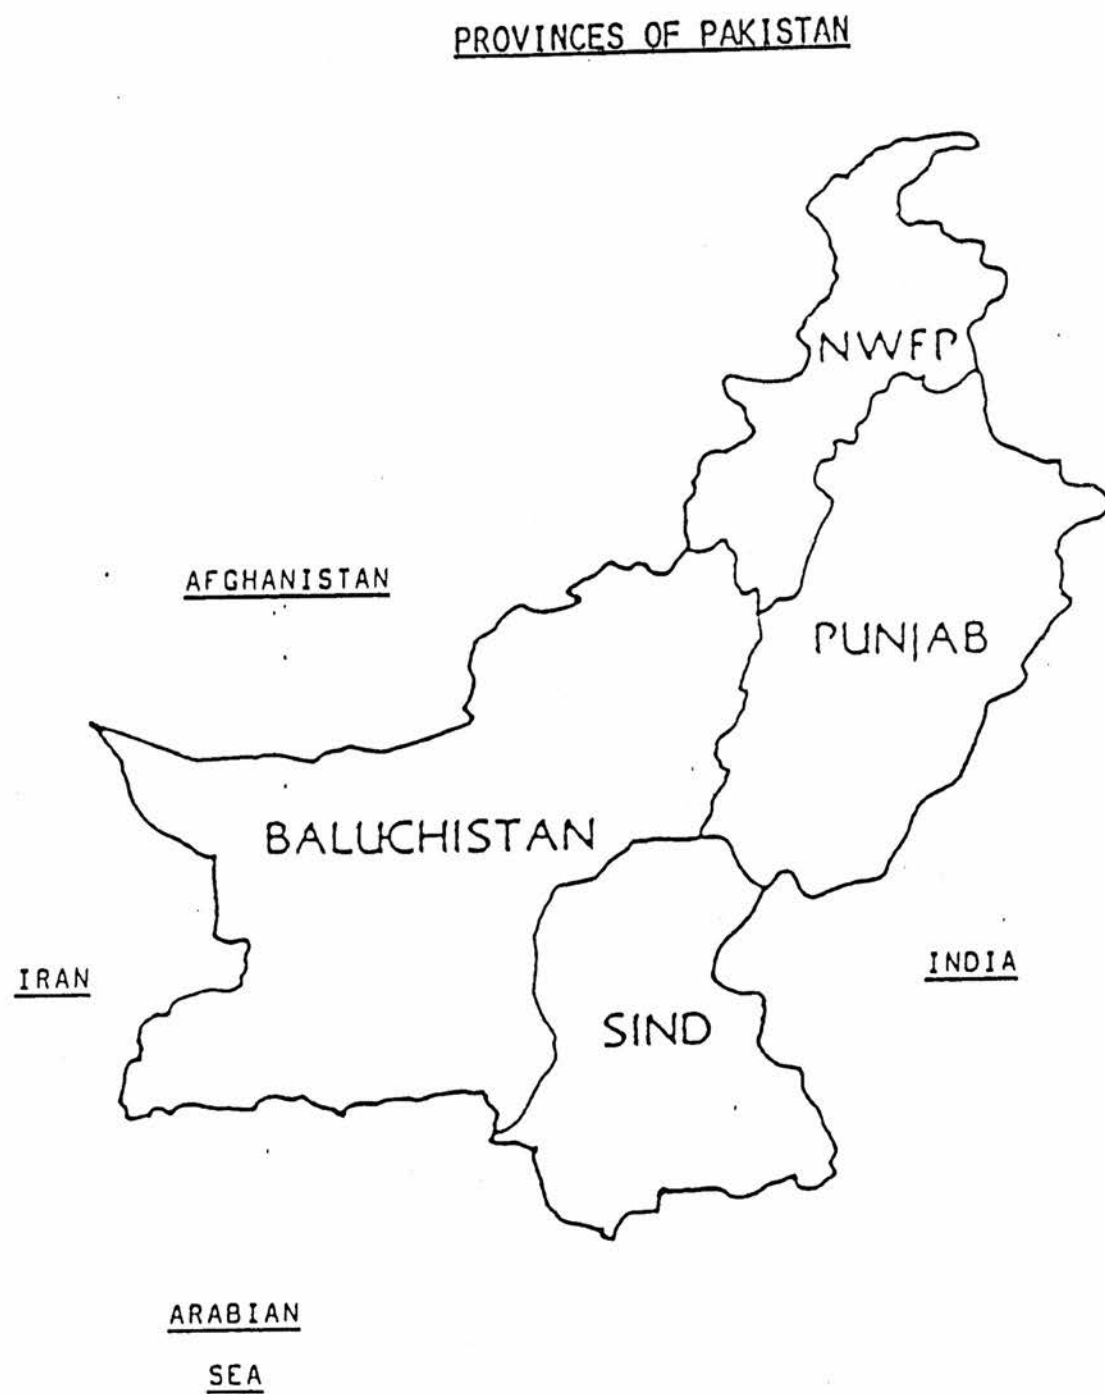 PROVINCES OF PAKISTAN
NWFP
AFGHANISTAN
PUNJAB
BALUCHISTAN
IRAN
INDIA
SIND
ARABIAN
SEA